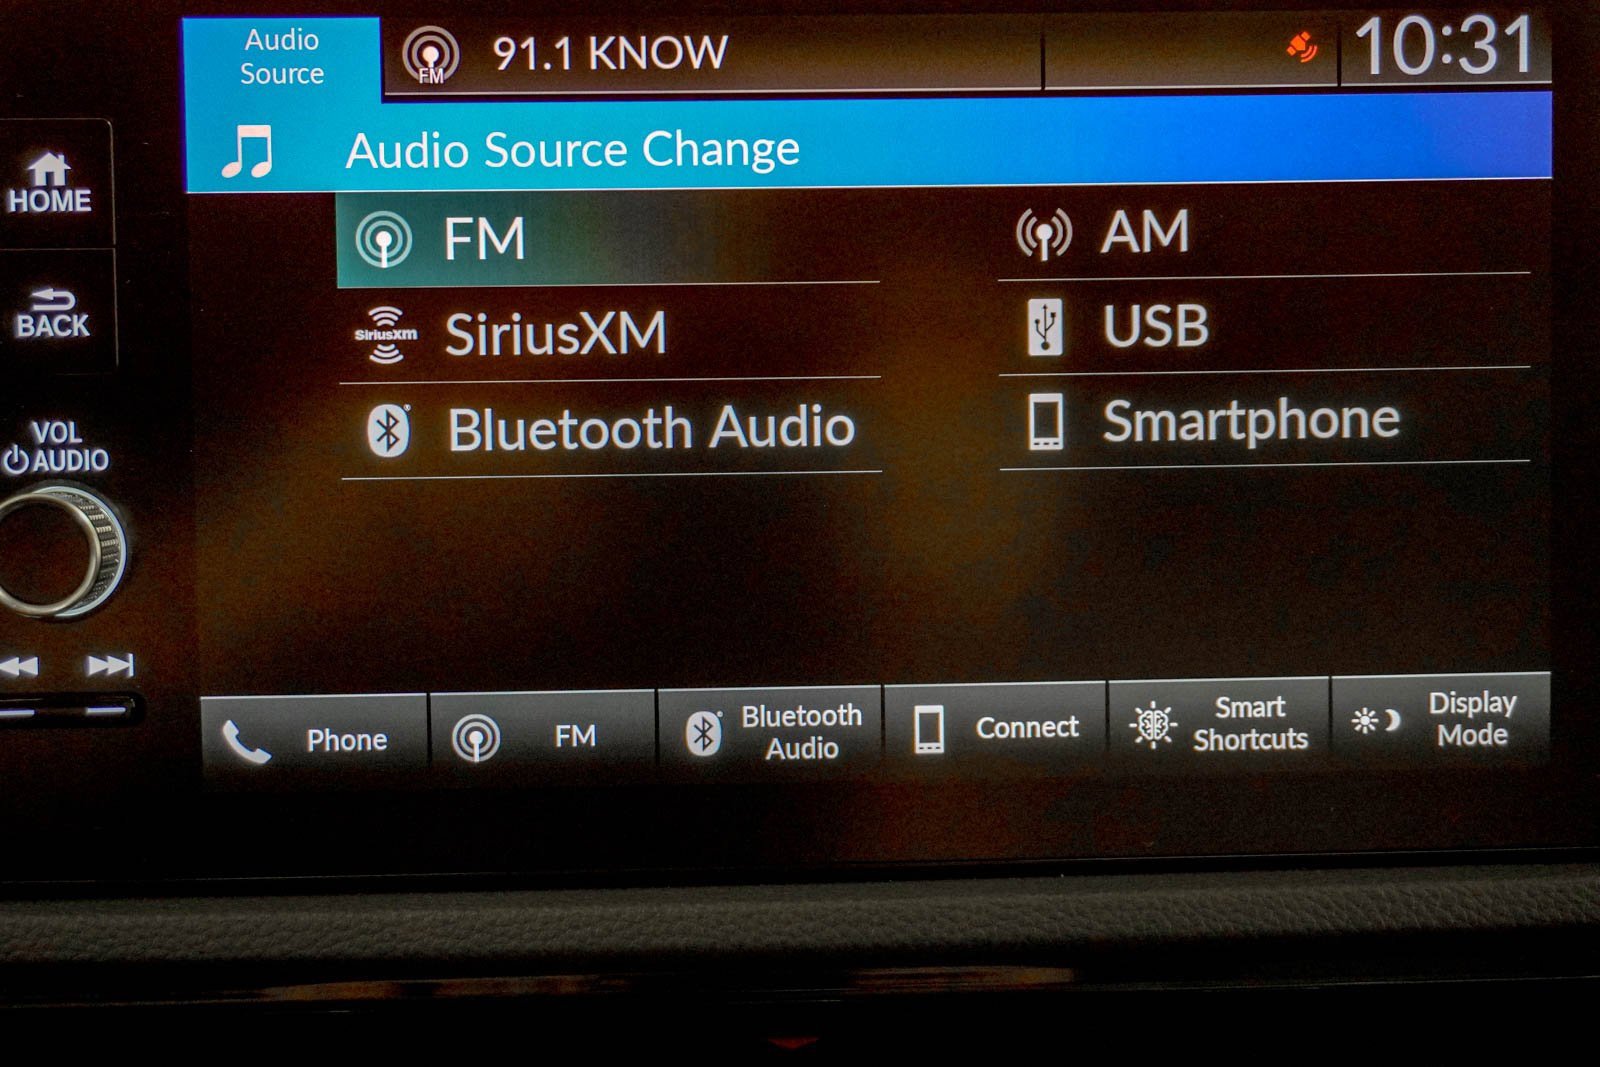 Audio
Source
FM
91.1 KNOW
10:31
Audio Source Change
HOME
BACK
VOL
AUDIO
FM
AM
SiriusXM
SiriusXM
USB
Bluetooth Audio
Smartphone
Phone
FM
Bluetooth
Audio
Connect
Smart
Shortcuts
Display
Mode